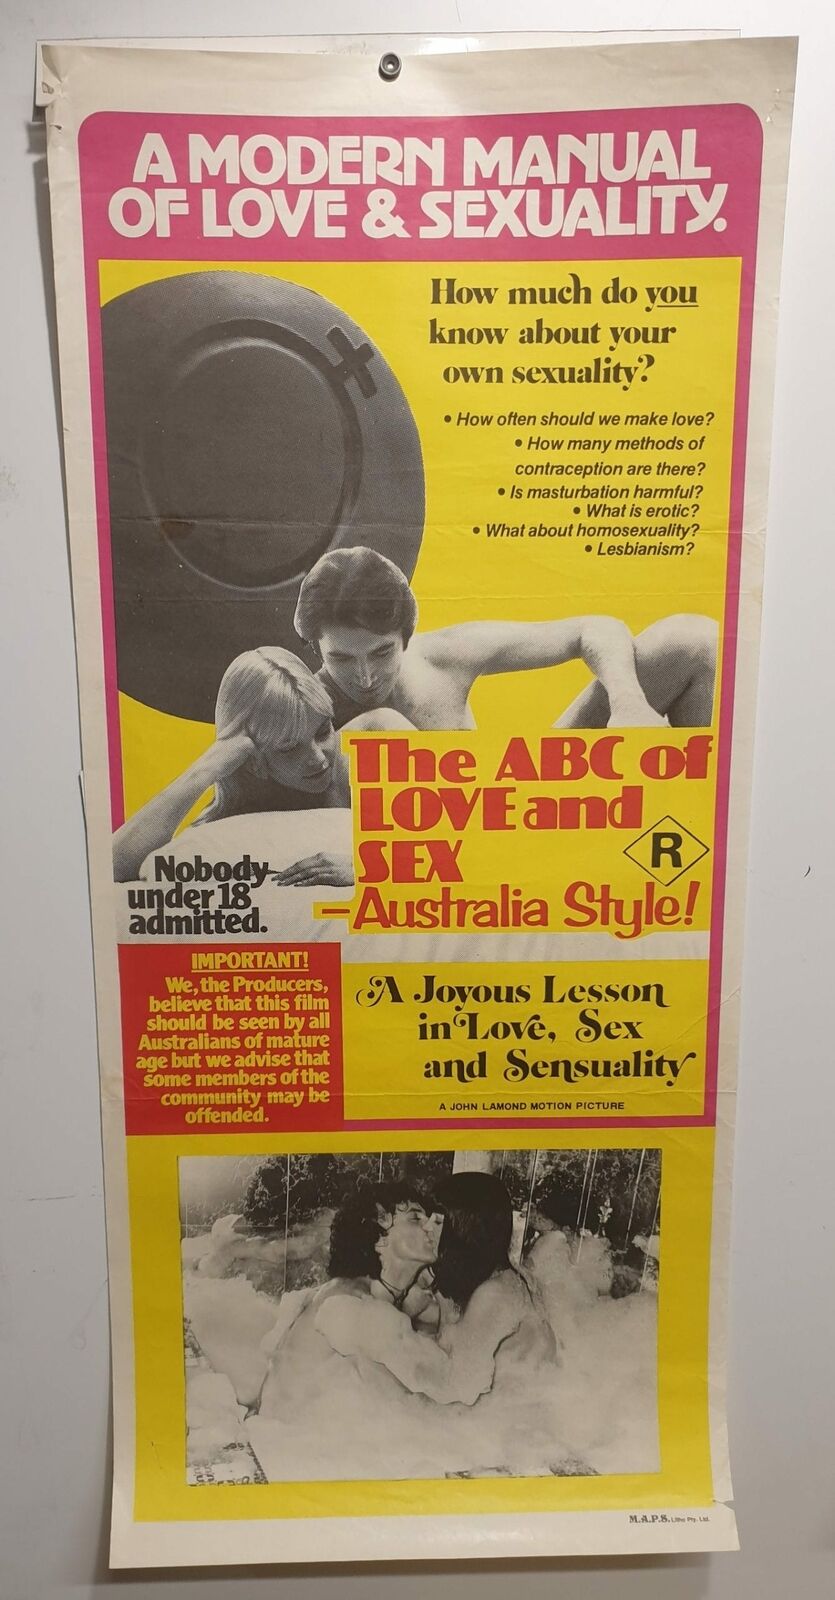 A MODERN MANUAL
OF LOVE & SEXUALITY.
How much do you
know about your
own sexuality?
• How often should we make love?
• How many methods of
contraception are there?
• Is masturbation harmful?
• What is erotic?
• What about homosexuality?
• Lesbianism?
The ABC of
LOVE and
SEX
R
–Australia Style!
Nobody
under 18
admitted.
IMPORTANT!
We, the Producers,
believe that this film
should be seen by all
Australians of mature
age but we advise that
some members of the
community may be
offended.
A Joyous Lesson
in Love, Sex
and Sensuality
A JOHN LAMOND MOTION PICTURE
M.A.P.S. Litho Pty. Ltd.